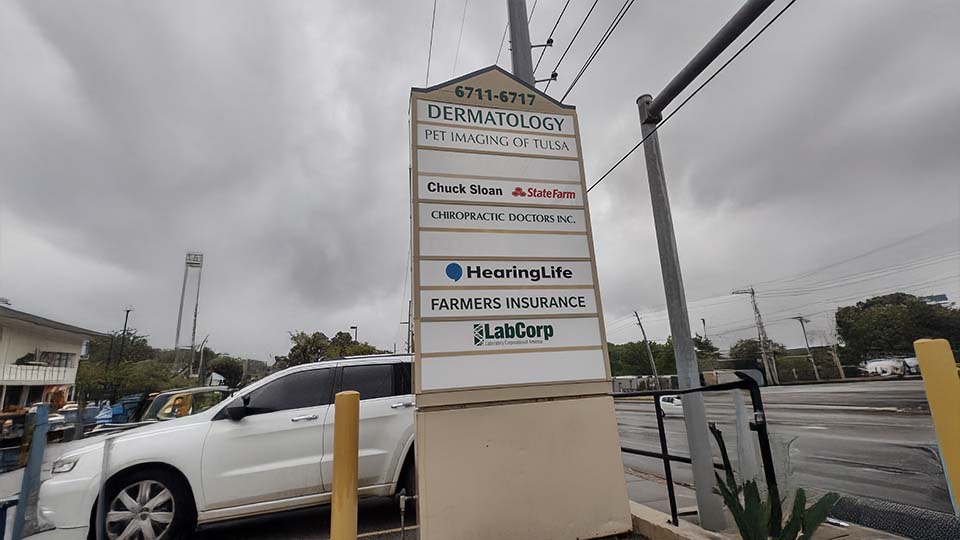 6711-6717
DERMATOLOGY
PET IMAGING OF TULSA
Chuck Sloan StateFarm
CHIROPRACTIC DOCTORS INC.
HearingLife
FARMERS INSURANCE
LabCorp
Laboratory Corporation of America